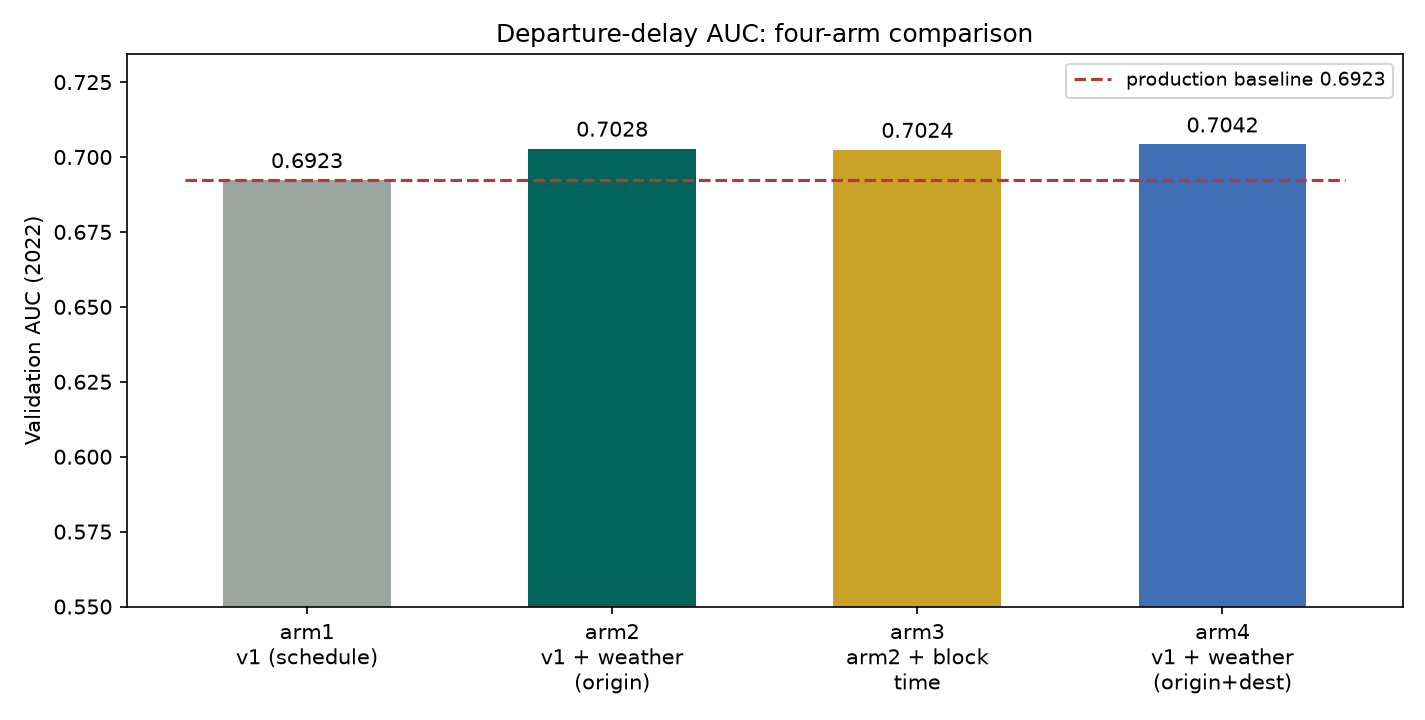 Departure-delay AUC: four-arm comparison
production baseline 0.6923
Validation AUC (2022)
0.725
0.700
0.675
0.650
0.625
0.600
0.575
0.550
0.6923
0.7028
0.7024
0.7042
arm1
v1 (schedule)
arm2
v1 + weather
(origin)
arm3
arm2 + block
time
arm4
v1 + weather
(origin+dest)